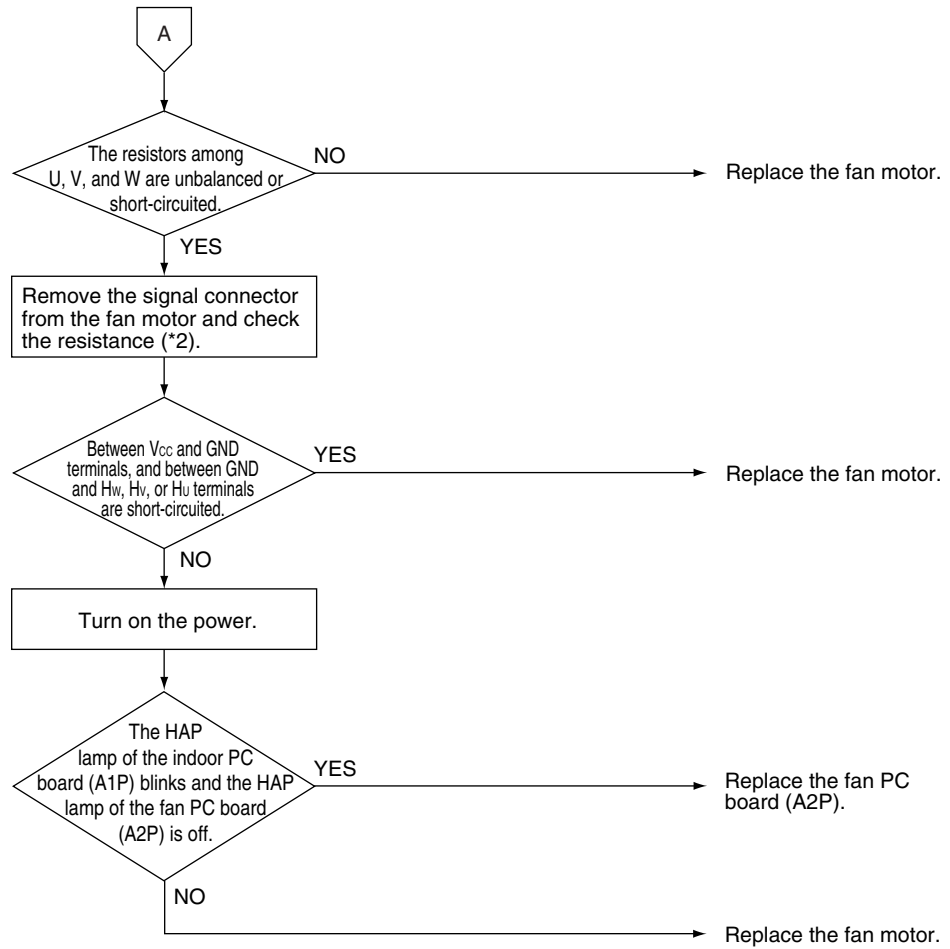 A
The resistors among
U, V, and W are unbalanced or
short-circuited.
NO
Replace the fan motor.
YES
Remove the signal connector
from the fan motor and check
the resistance (*2).
Between Vcc and GND
terminals, and between GND
and Hw, Hv, or Hu terminals
are short-circuited.
YES
Replace the fan motor.
NO
Turn on the power.
The HAP
lamp of the indoor PC
board (A1P) blinks and the HAP
lamp of the fan PC board
(A2P) is off.
YES
Replace the fan PC
board (A2P).
NO
Replace the fan motor.